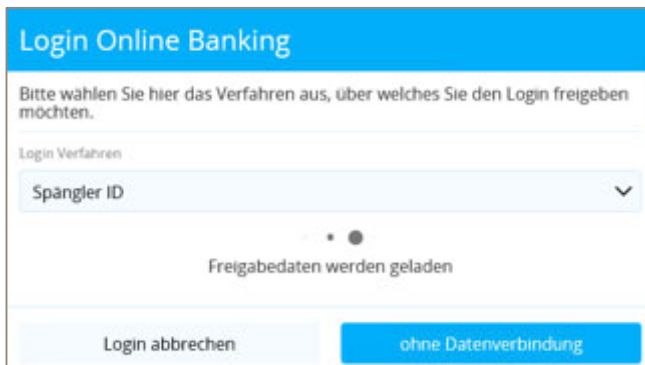 Login Online Banking
Bitte wählen Sie hier das Verfahren aus, über welches Sie den Login freigeben
möchten.
Login Verfahren
Spängler ID
Freigabedaten werden geladen
Login abbrechen
ohne Datenverbindung